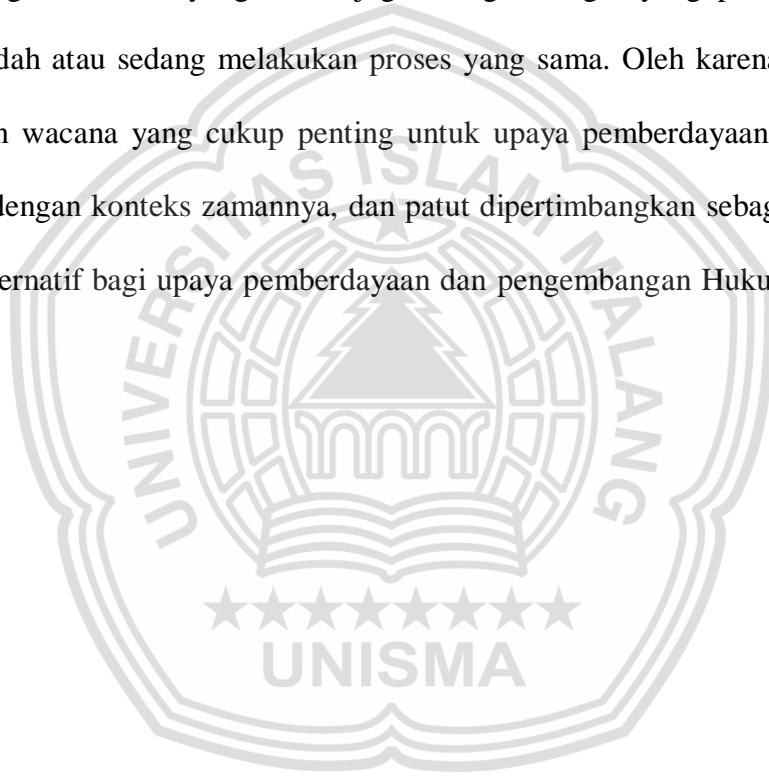 dah atau sedang melakukan proses yang sama. Oleh karena
n wacana yang cukup penting untuk upaya pemberdayaan
dengan konteks zamannya, dan patut dipertimbangkan sebag
ernatif bagi upaya pemberdayaan dan pengembangan Huku
UNIVERSITAS ISLAM MALANG
UNISMA